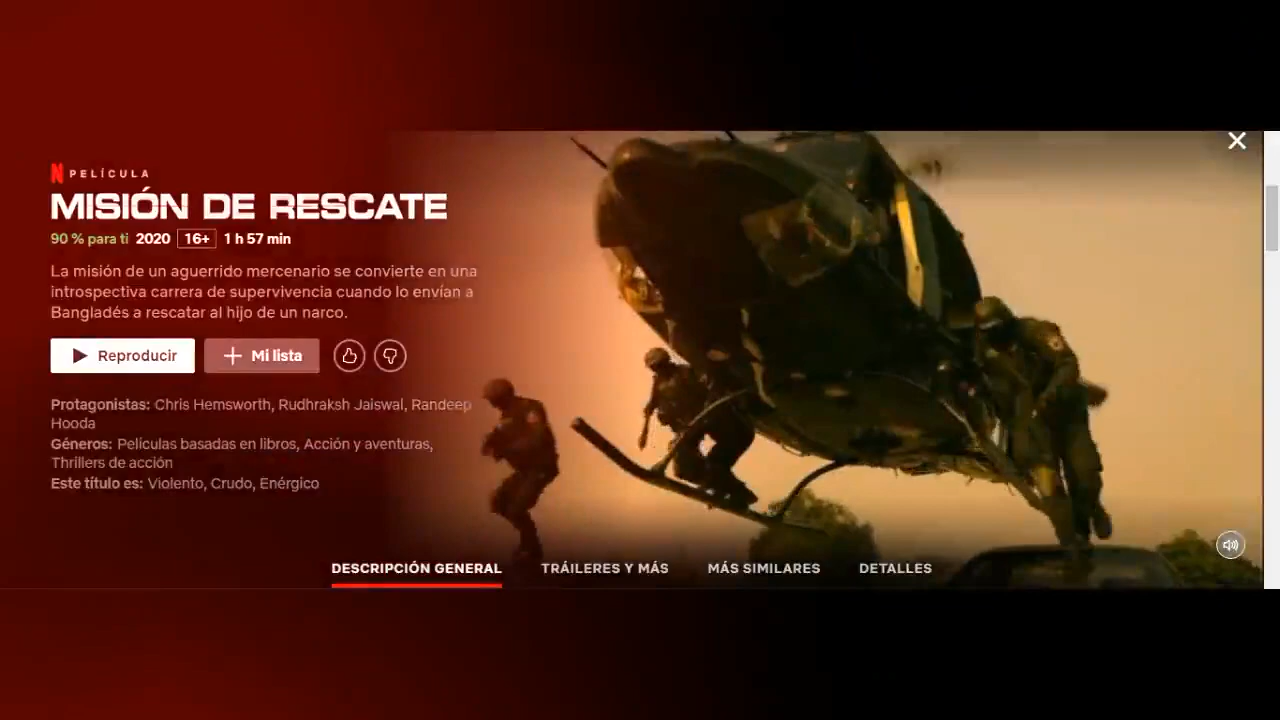 N PELÍCULA
MISIÓN DE RESCATE
90 % para ti 2020 16+ 1 h 57 min
La misión de un aguerrido mercenario se convierte en una
introspectiva carrera de supervivencia cuando lo envían a
Bangladés a rescatar al hijo de un narco.
Reproducir Mi lista
Protagonistas: Chris Hemsworth, Rudhraksh Jaiswal, Randeep
Hooda
Géneros: Películas basadas en libros, Acción y aventuras,
Thrillers de acción
Este título es: Violento, Crudo, Enérgico
DESCRIPCIÓN GENERAL TRÁILERES Y MÁS MÁS SIMILARES DETALLES